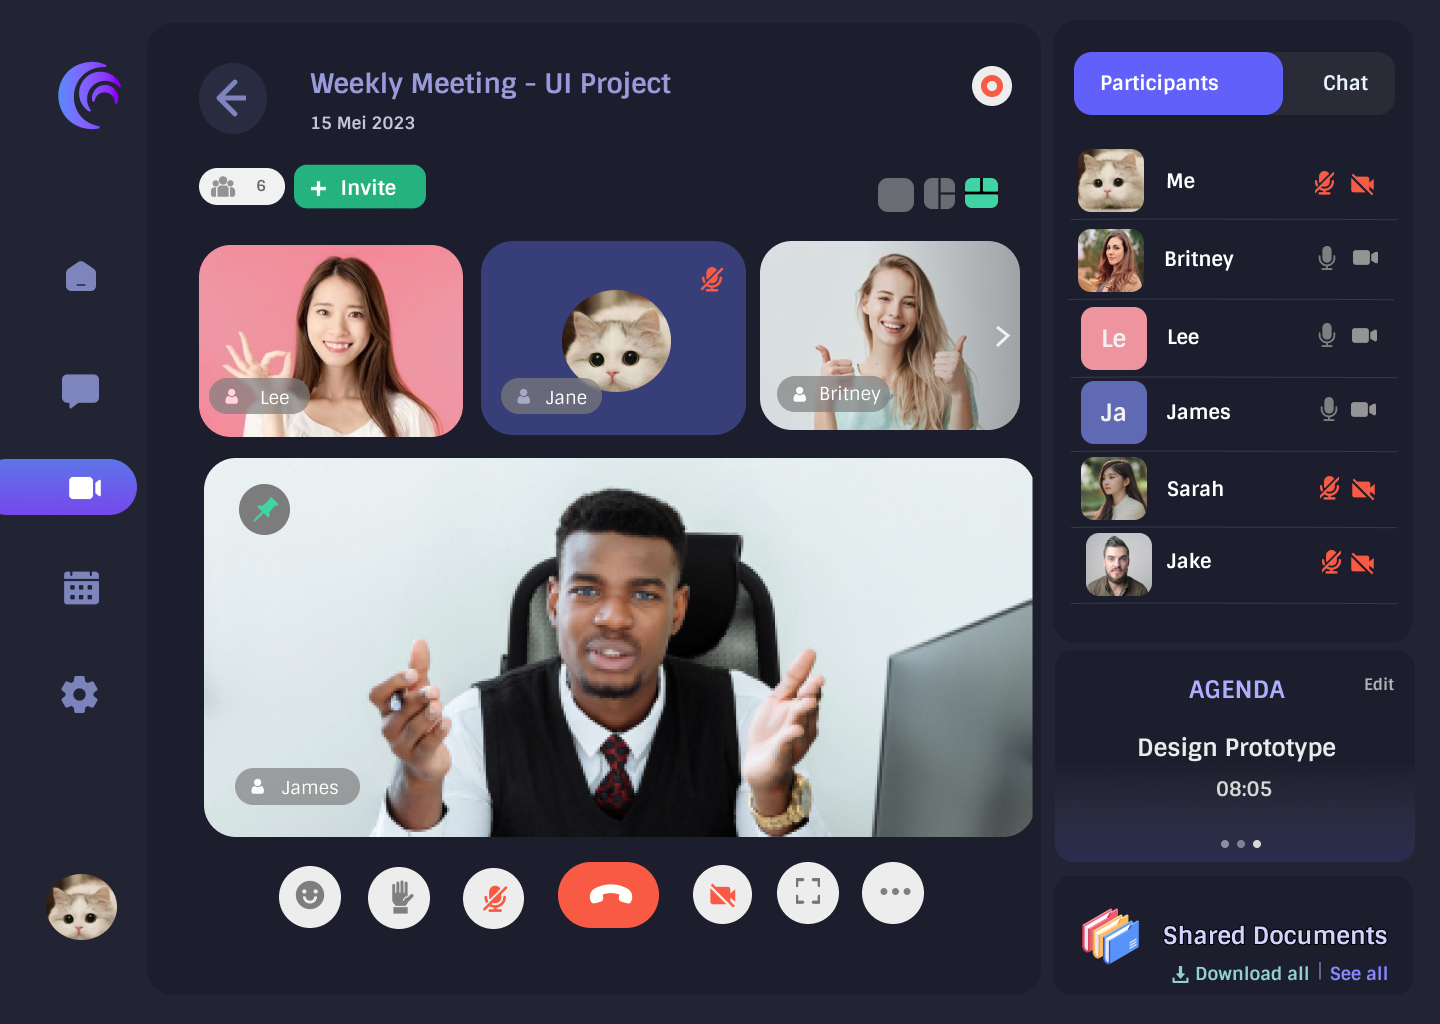 Weekly Meeting - UI Project
15 Mei 2023
6
+ Invite
Lee
Jane
Britney
James
Participants
Chat
Me
Britney
Le Lee
Ja James
Sarah
Jake
AGENDA
Edit
Design Prototype
08:05
Shared Documents
Download all | See all